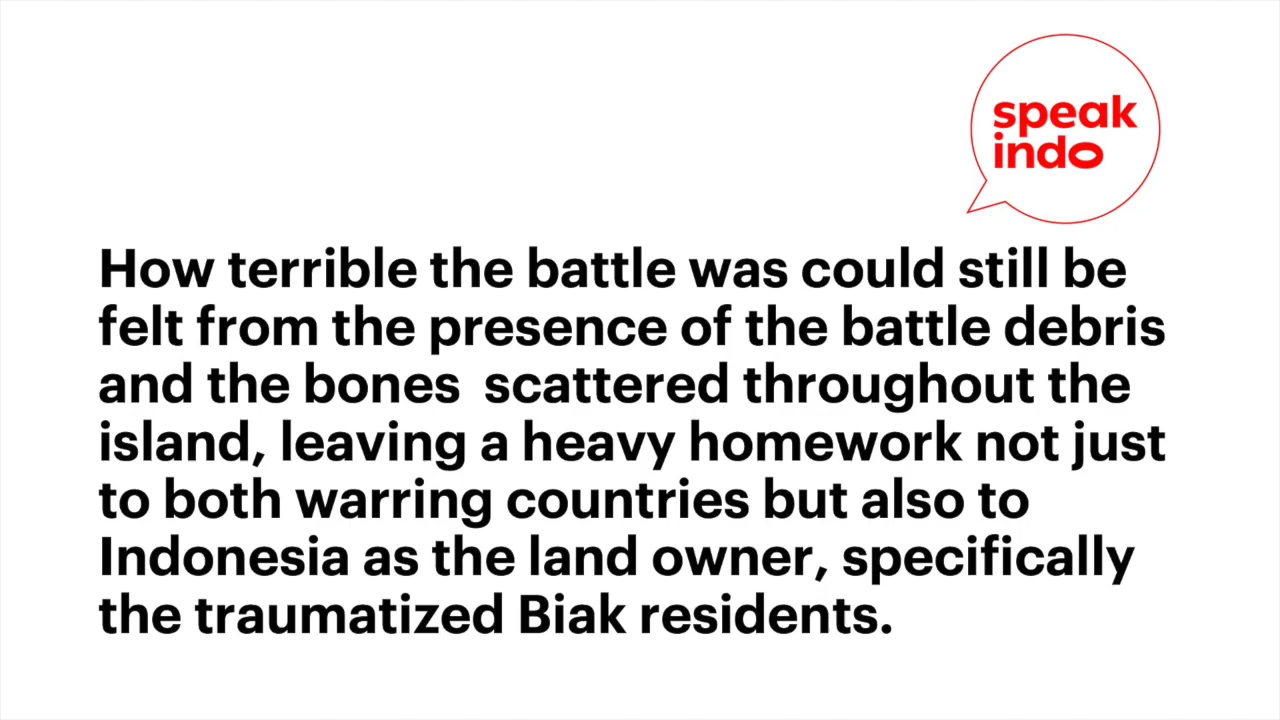 speak
indo
How terrible the battle was could still be
felt from the presence of the battle debris
and the bones  scattered throughout the
island, leaving a heavy homework not just
to both warring countries but also to
Indonesia as the land owner, specifically
the traumatized Biak residents.